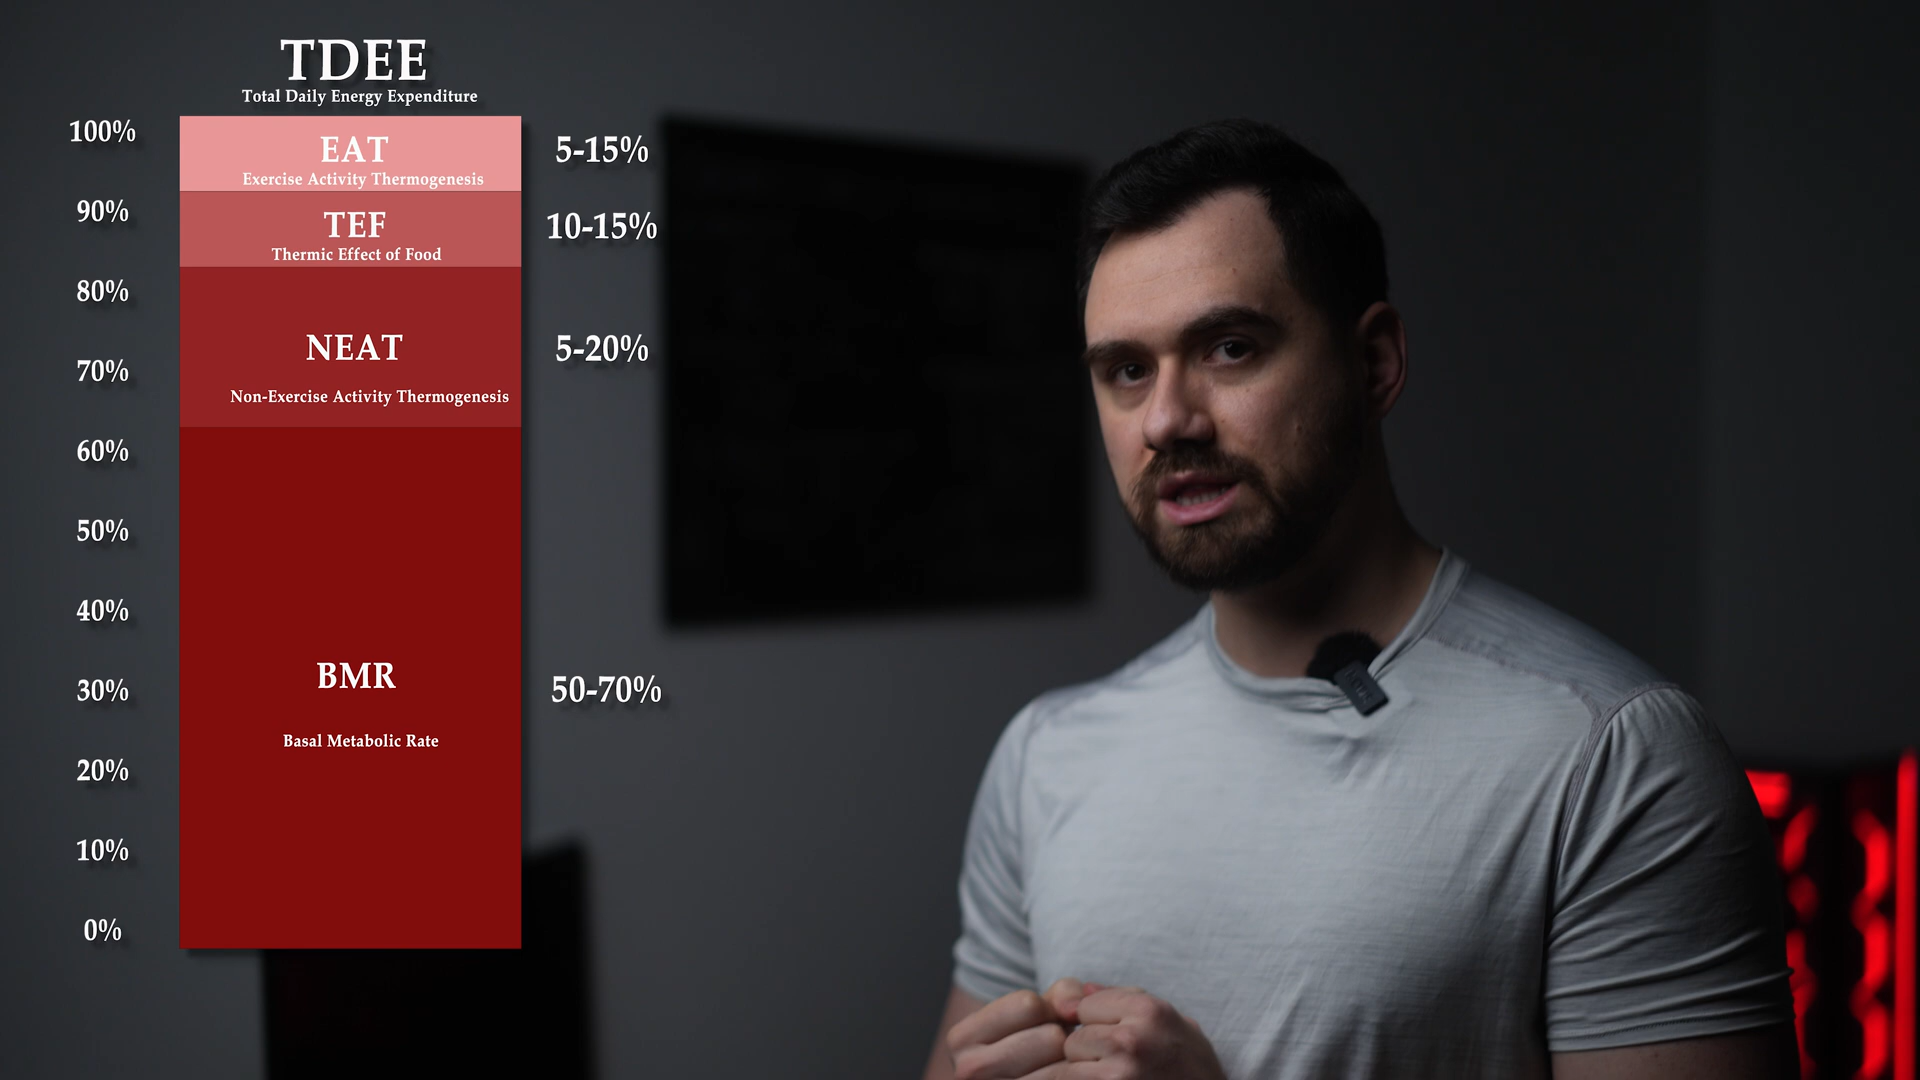 TDEE
Total Daily Energy Expenditure
100%
EAT
Exercise Activity Thermogenesis
5-15%
90%
TEF
Thermic Effect of Food
10-15%
80%
NEAT
Non-Exercise Activity Thermogenesis
5-20%
70%
60%
50%
40%
BMR
Basal Metabolic Rate
50-70%
30%
20%
10%
0%